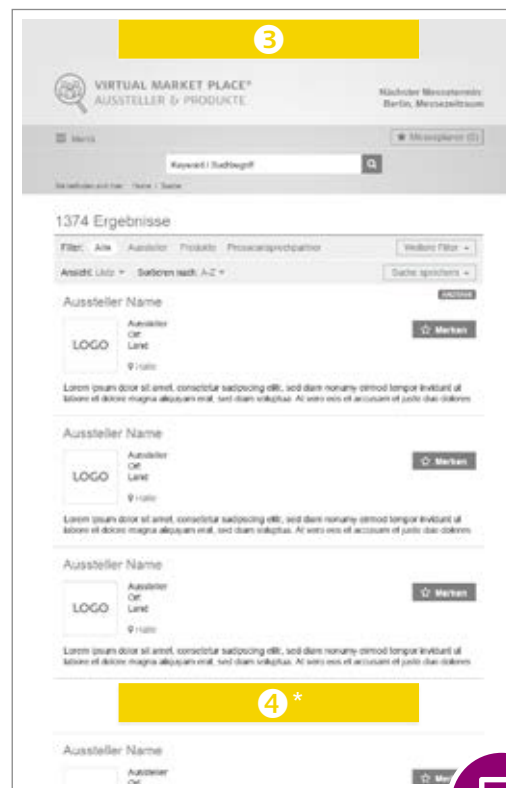 3
VIRTUAL MARKET PLACE®
AUSSTELLER & PRODUKTE
Nächster Messetermin
Berlin, Messezeitraum
Menü
Messeplaner (0)
Keyword / Suchbegriff
Sie befinden sich hier: Home / Suche
1374 Ergebnisse
Filter: Alle Aussteller Produkte Presseansprechpartner Weitere Filter
Ansicht: Liste Sortieren nach: A-Z Suche speichern
ANZEIGE
Aussteller Name
LOGO
Aussteller
Ort
Land
Halle
Merken
Lorem ipsum dolor sit amet, consetetur sadipscing elitr, sed diam nonumy eirmod tempor invidunt ut
labore et dolore magna aliquyam erat, sed diam voluptua. At vero eos et accusam et justo duo dolores
Aussteller Name
LOGO
Aussteller
Ort
Land
Halle
Merken
Lorem ipsum dolor sit amet, consetetur sadipscing elitr, sed diam nonumy eirmod tempor invidunt ut
labore et dolore magna aliquyam erat, sed diam voluptua. At vero eos et accusam et justo duo dolores
Aussteller Name
LOGO
Aussteller
Ort
Land
Halle
Merken
Lorem ipsum dolor sit amet, consetetur sadipscing elitr, sed diam nonumy eirmod tempor invidunt ut
labore et dolore magna aliquyam erat, sed diam voluptua. At vero eos et accusam et justo duo dolores
4 *
Aussteller Name
Aussteller